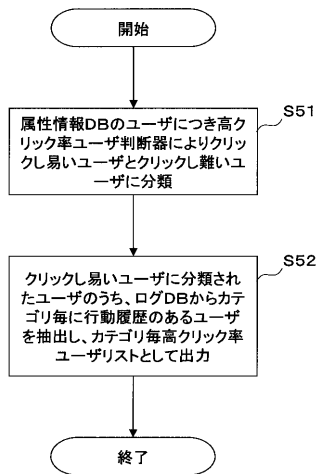 開始
S51
属性情報DBのユーザにつき高ク
リック率ユーザ判断器によりクリック
し易いユーザとクリックし難いユ
ーザに分類
S52
クリックし易いユーザに分類され
たユーザのうち、ログDBからカテ
ゴリ毎に行動履歴のあるユーザ
を抽出し、カテゴリ毎高クリック率
ユーザリストとして出力
終了